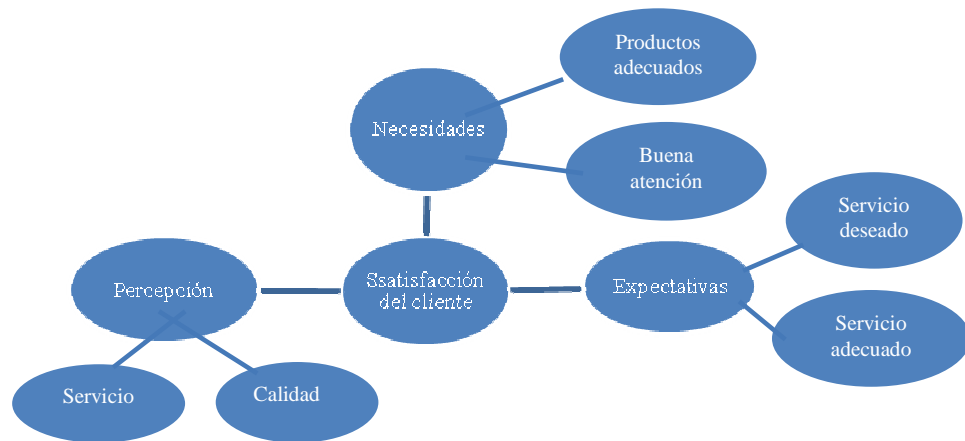 Productos
adecuados
Necesidades
Buena
atención
Servicio
deseado
Percepción
Ssatisfacción
del cliente
Expectativas
Servicio
adecuado
Servicio
Calidad